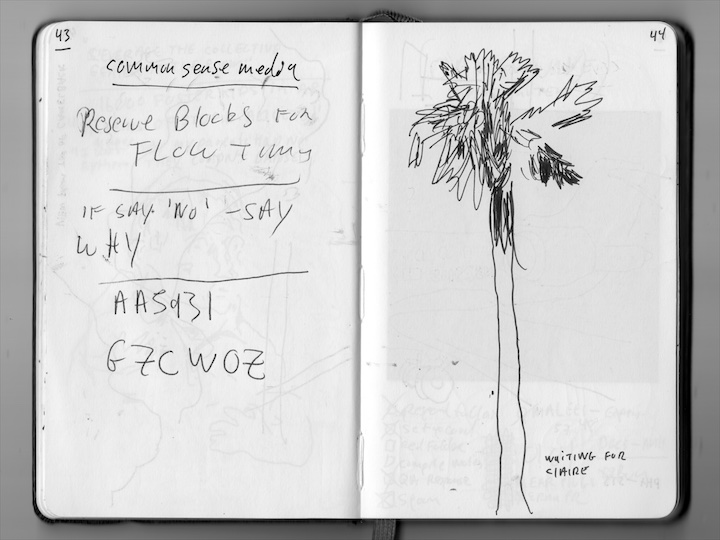 43
common sense media
Reserve Blocks For
FLOW TIME
IF SAY 'NO' - SAY
WHY
AA5931
GZCWOZ
44
WAITING FOR
CLAIRE